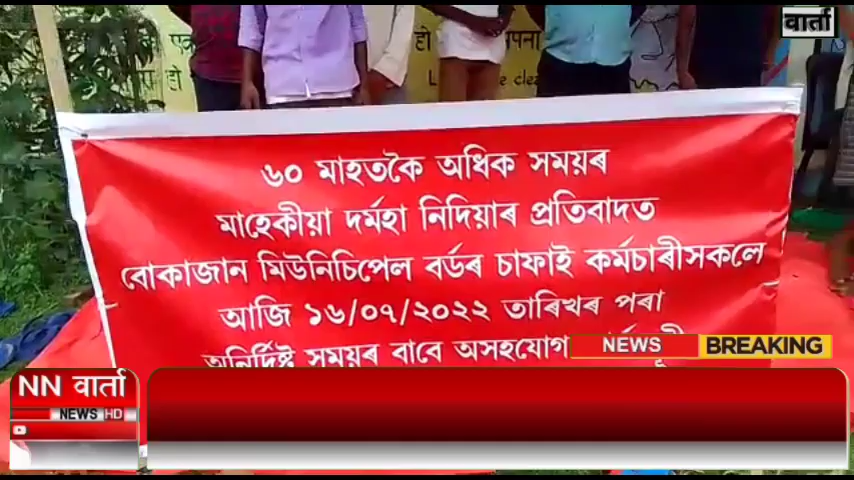 वार्ता
৬০ মাহতকৈ অধিক সময়ৰ
মাহেকীয়া দৰ্মহা নিদিয়াৰ প্ৰতিবাদত
বোকাজান মিউনিচিপেল বৰ্ডৰ চাফাই কৰ্মচাৰীসকলে
আজি ১৬/০৭/২০২২ তাৰিখৰ পৰা
অনিৰ্দিষ্ট সময়ৰ বাবে অসহযোগ
NEWS BREAKING
NN वार्ता
NEWS HD